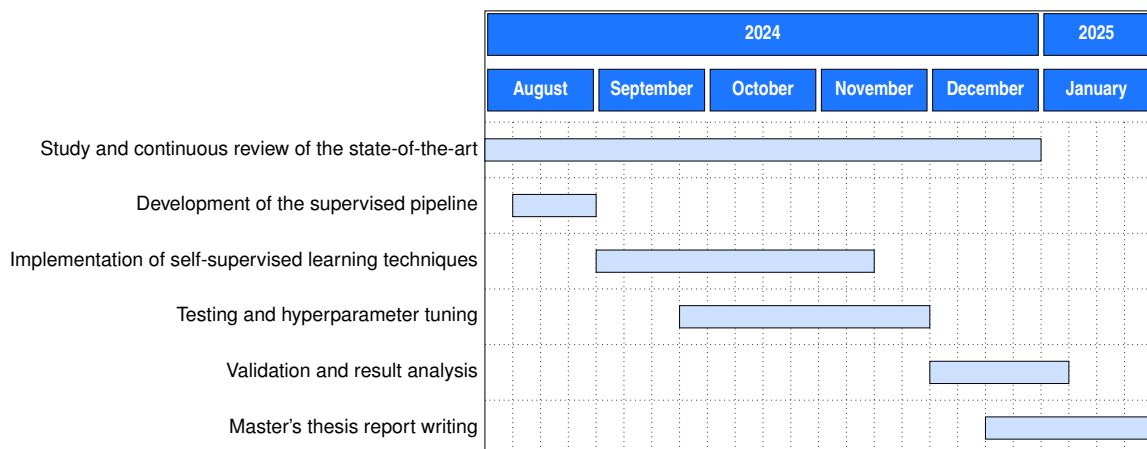 2024 2025
August September October November December January
Study and continuous review of the state-of-the-art
Development of the supervised pipeline
Implementation of self-supervised learning techniques
Testing and hyperparameter tuning
Validation and result analysis
Master's thesis report writing